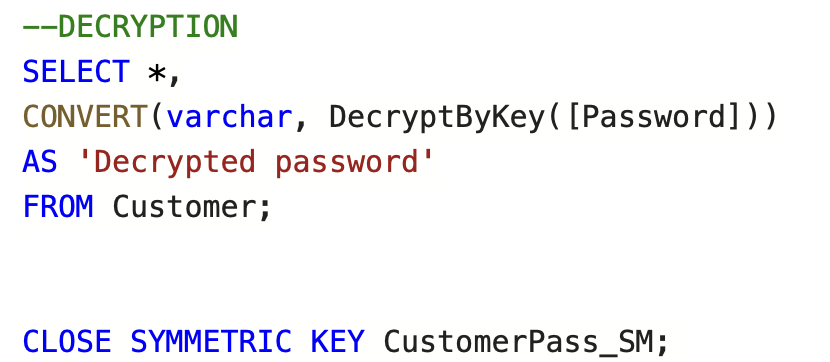 --DECRYPTION
SELECT *,
CONVERT(varchar, DecryptByKey([Password]))
AS 'Decrypted password'
FROM Customer;
CLOSE SYMMETRIC KEY CustomerPass_SM;